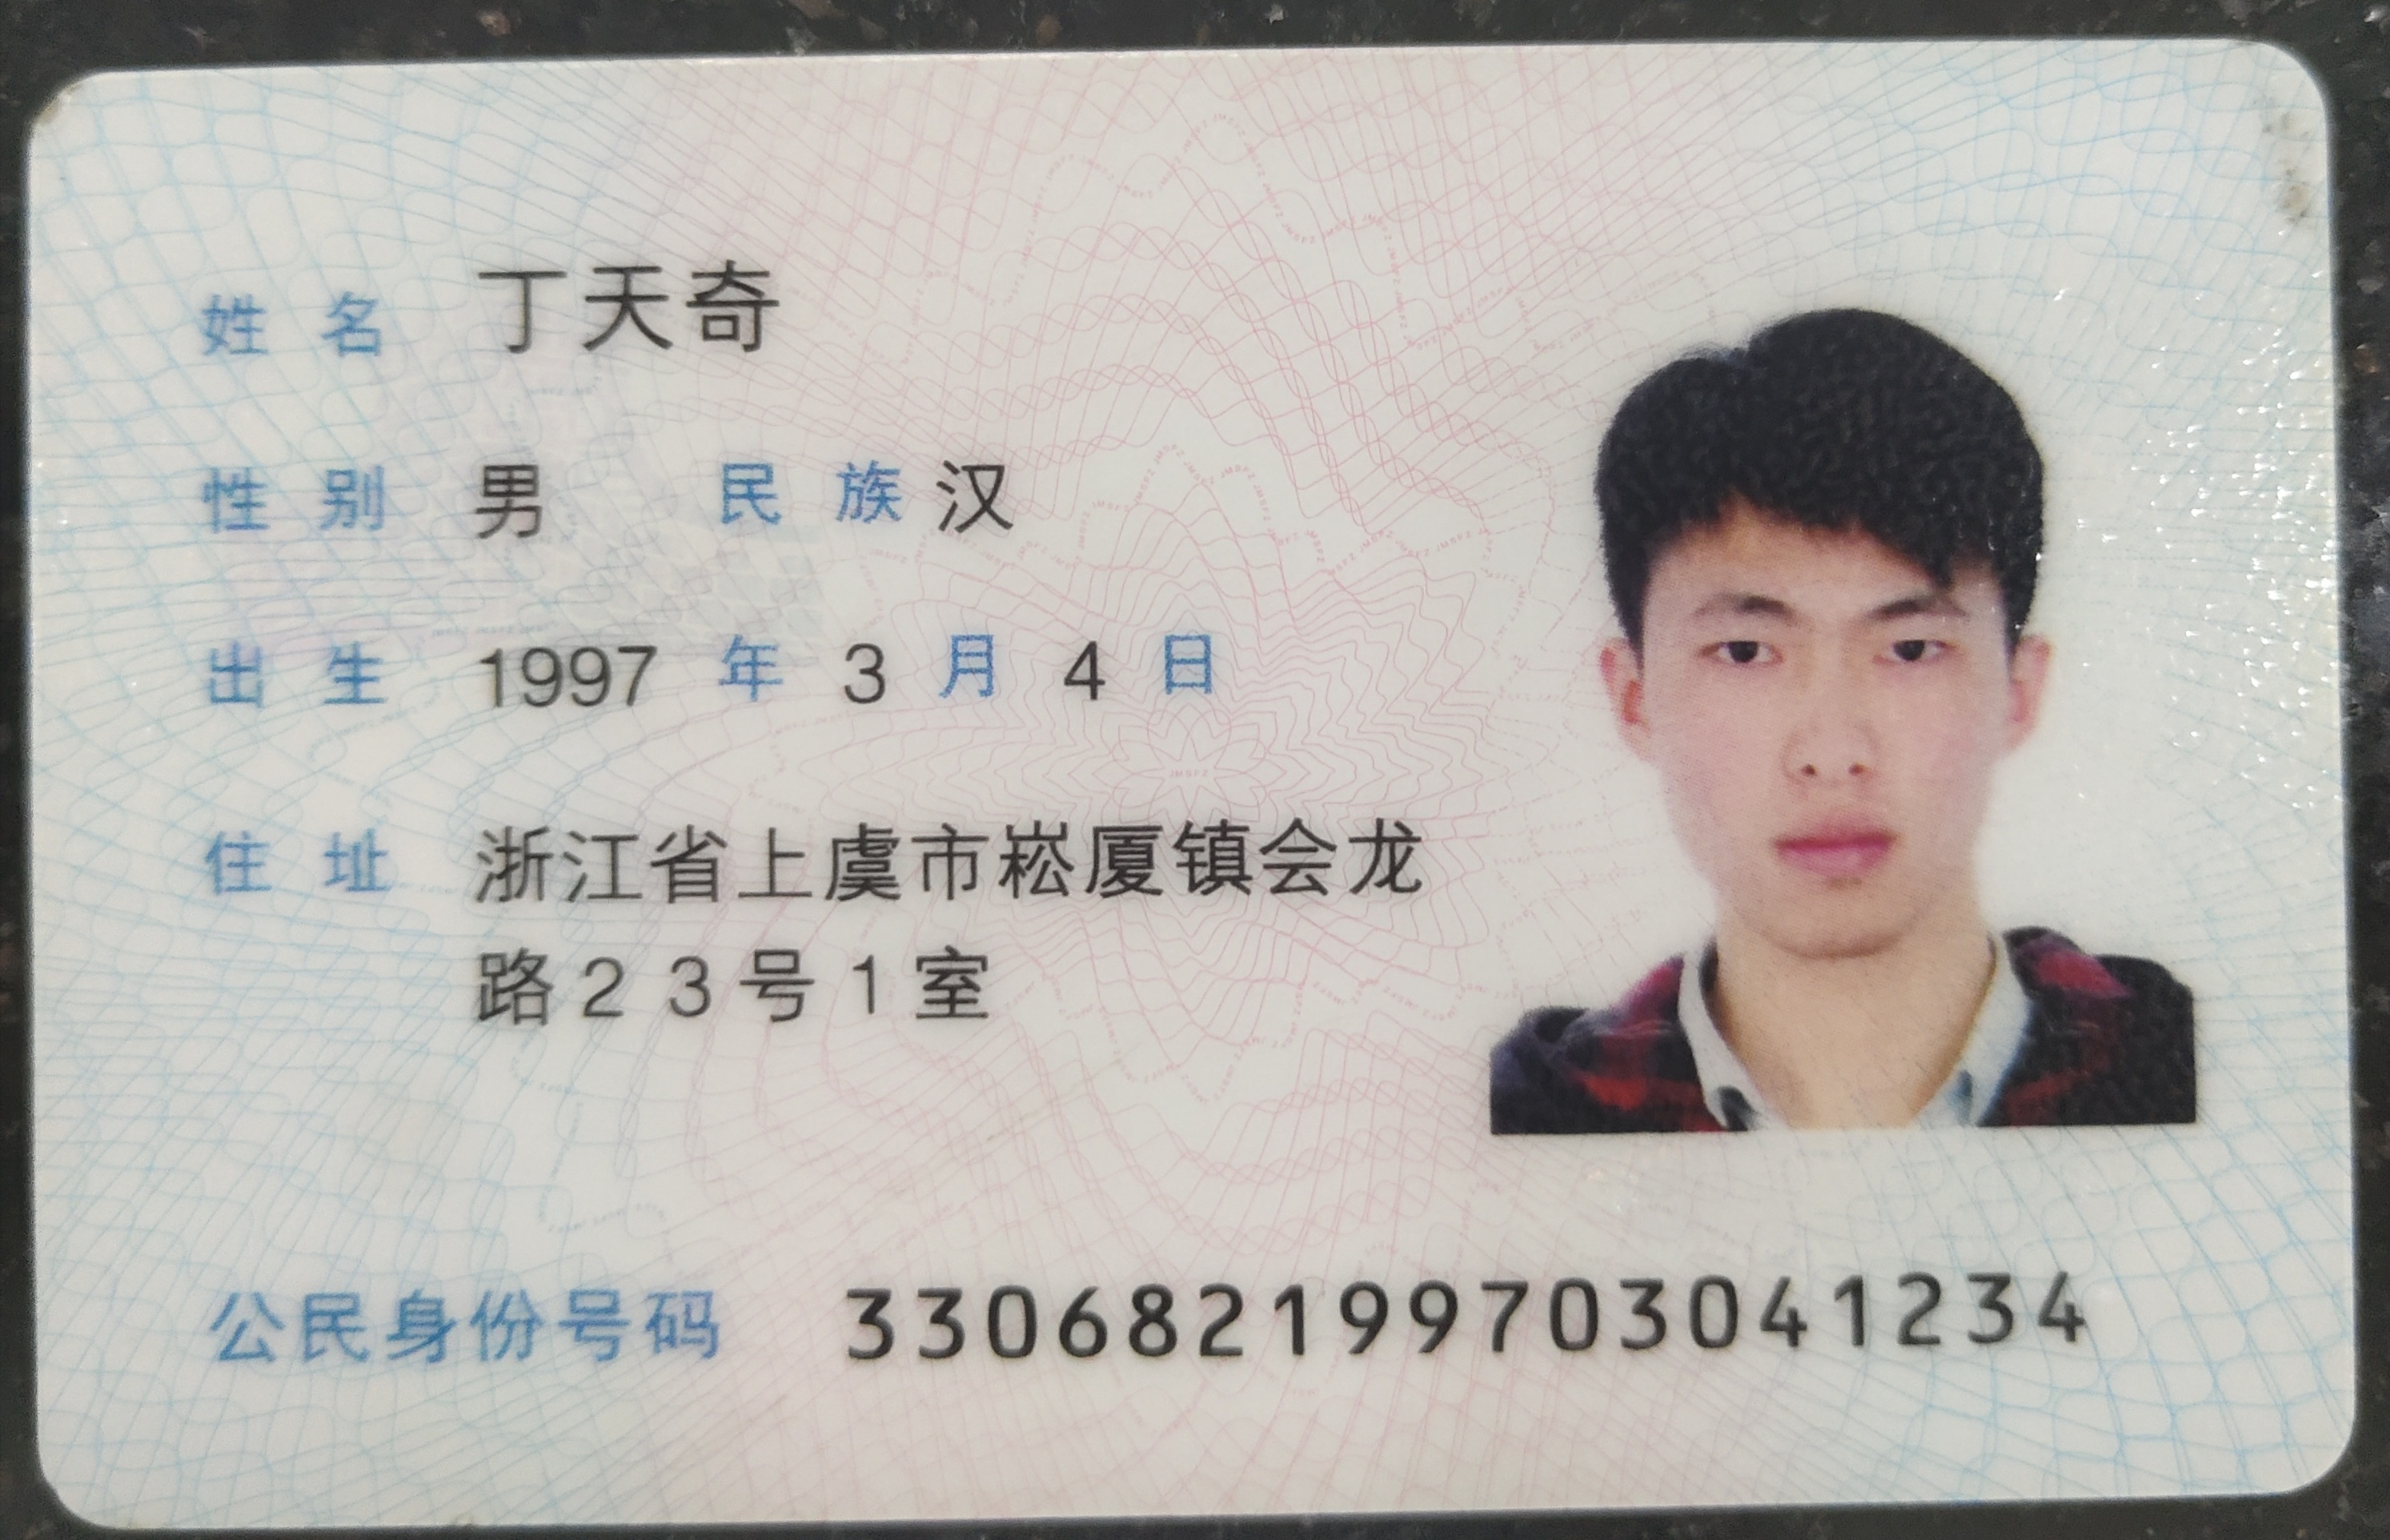 姓名 丁天奇
性别 男 民族 汉
出生 1997 年 3 月 4 日
住址 浙江省上虞市崧厦镇会龙
路23号1室
公民身份号码 330682199703041234